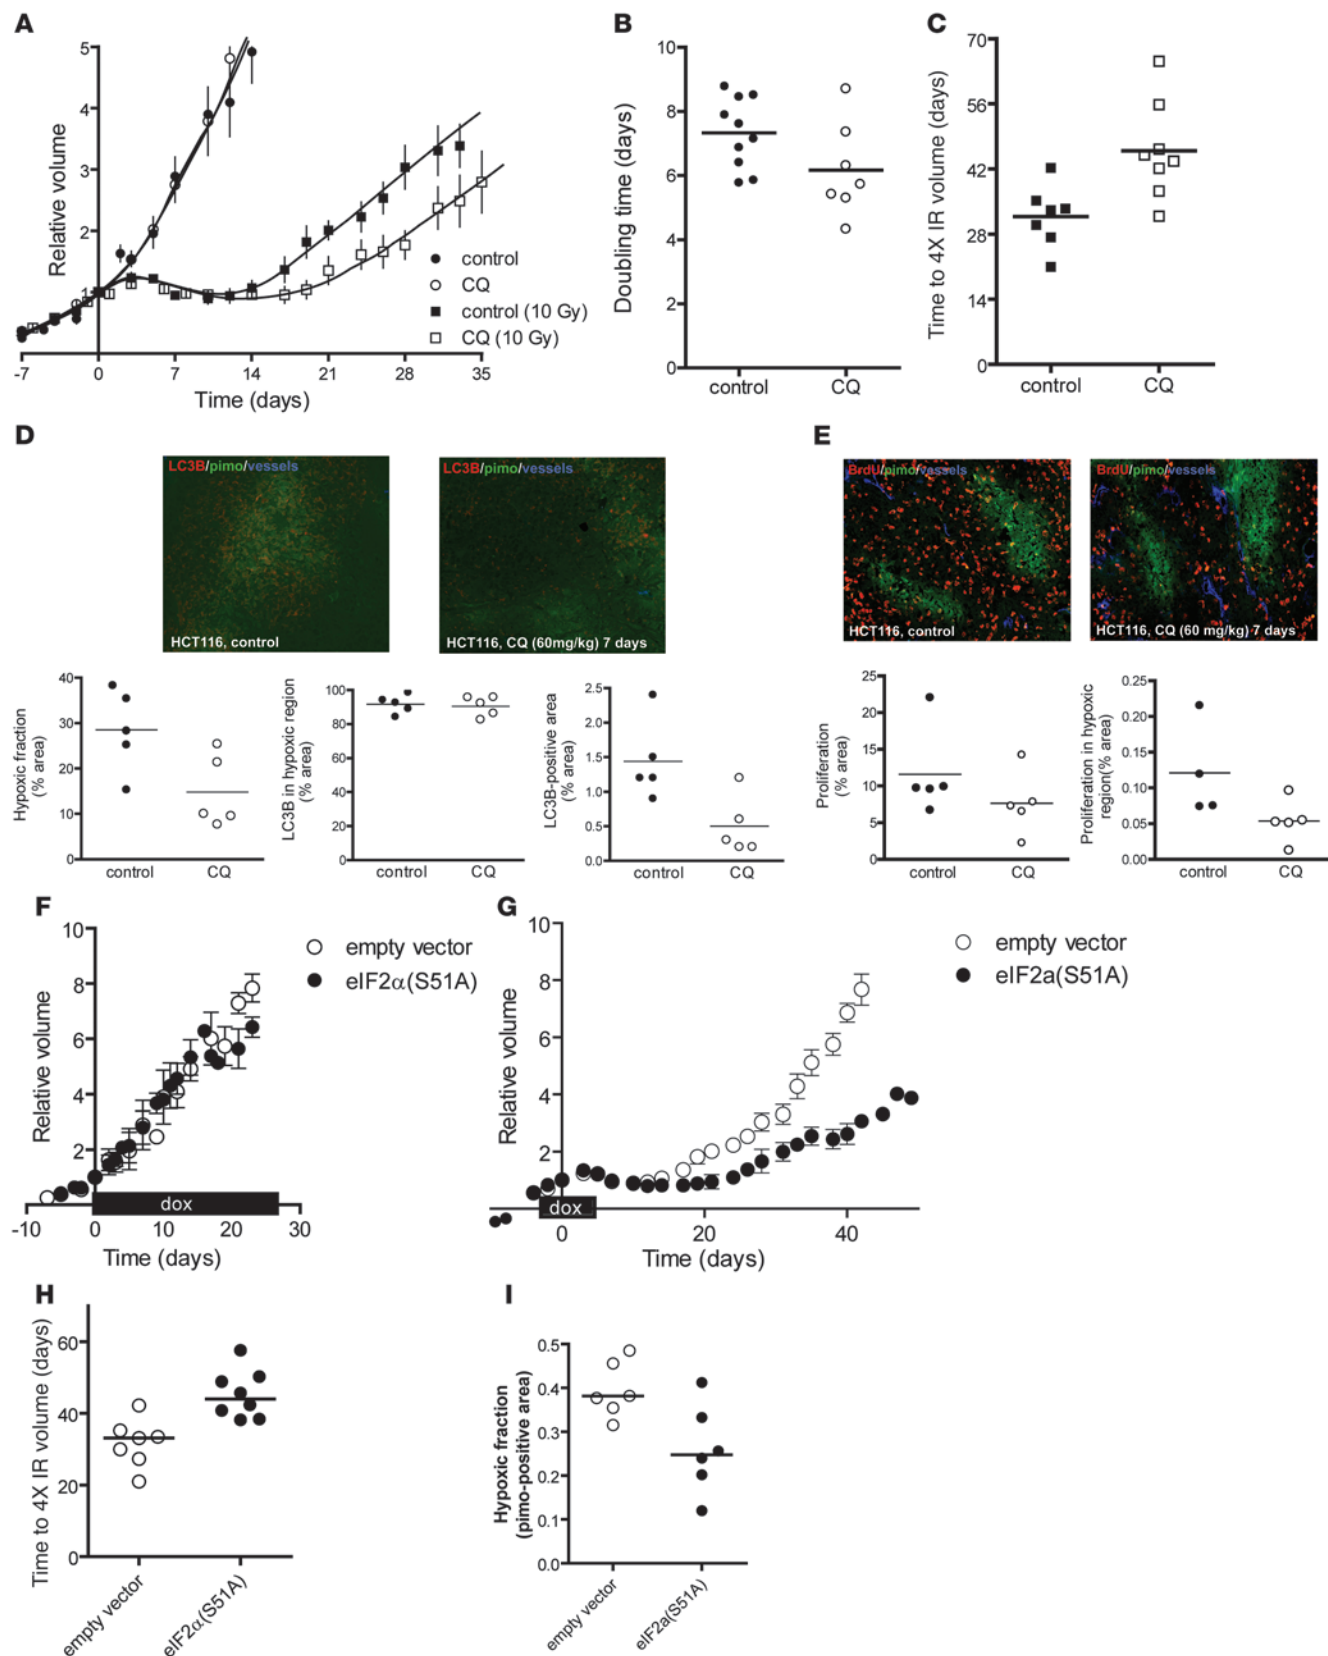 A
Relative volume
5
4
3
2
1
-7 0 7 14 21 28 35
Time (days)
control
CQ
control (10 Gy)
CQ (10 Gy)
B
Doubling time (days)
10
8
6
4
2
0
control CQ
C
Time to 4X IR volume (days)
70
56
42
28
14
0
control CQ
D
LC3B/pimo/vessels
HCT116, control
LC3B/pimo/vessels
HCT116, CQ (60mg/kg) 7 days
Hypoxic fraction
(% area)
40
30
20
10
0
control CQ
LC3B in hypoxic region
(% area)
100
80
60
40
20
0
control CQ
LC3B-positive area
(% area)
2.5
2.0
1.5
1.0
0.5
0.0
control CQ
E
BrdU/pimo/vessels
HCT116, control
BrdU/pimo/vessels
HCT116, CQ (60 mg/kg) 7 days
Proliferation
(% area)
25
20
15
10
5
0
control CQ
Proliferation in hypoxic
region(% area)
0.25
0.20
0.15
0.10
0.05
0.00
control CQ
F
Relative volume
10
8
6
4
2
dox
-10 0 10 20 30
Time (days)
empty vector
eIF2α(S51A)
G
Relative volume
10
8
6
4
2
dox
0 20 40
Time (days)
empty vector
eIF2a(S51A)
H
Time to 4X IR volume (days)
60
40
20
0
empty vector
eIF2α(S51A)
I
Hypoxic fraction
(pimo-positive area)
0.5
0.4
0.3
0.2
0.1
0.0
empty vector
eIF2a(S51A)